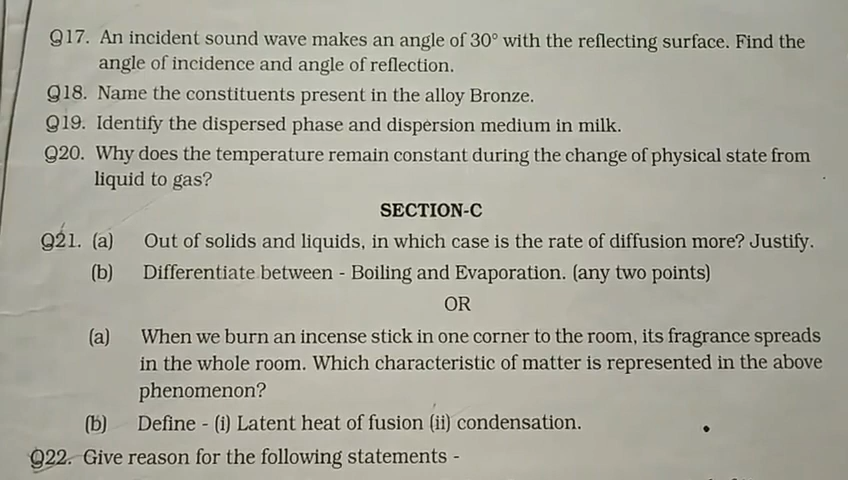 Q17. An incident sound wave makes an angle of 30° with the reflecting surface. Find the
angle of incidence and angle of reflection.
Q18. Name the constituents present in the alloy Bronze.
Q19. Identify the dispersed phase and dispersion medium in milk.
Q20. Why does the temperature remain constant during the change of physical state from
liquid to gas?
SECTION-C
Q21. (a) Out of solids and liquids, in which case is the rate of diffusion more? Justify.
(b) Differentiate between - Boiling and Evaporation. (any two points)
OR
(a) When we burn an incense stick in one corner to the room, its fragrance spreads
in the whole room. Which characteristic of matter is represented in the above
phenomenon?
(b) Define - (i) Latent heat of fusion (ii) condensation.
Q22. Give reason for the following statements -